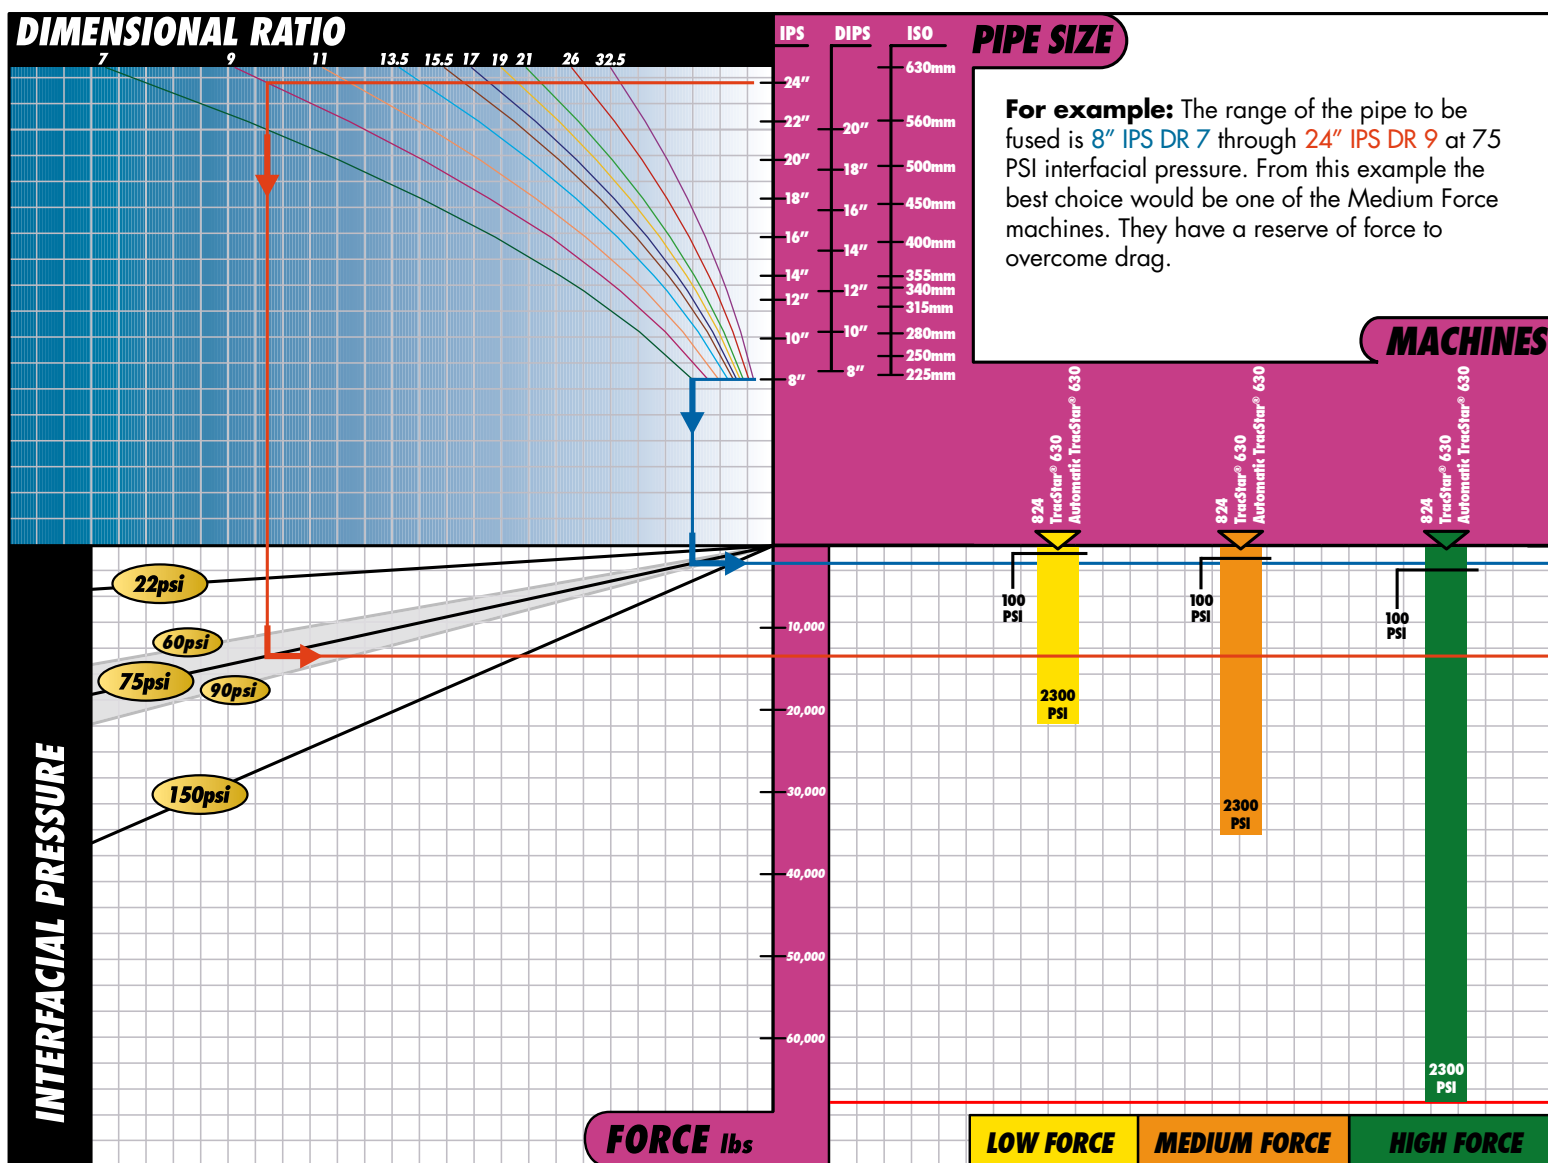 DIMENSIONAL RATIO
7 9 11 13.5 15.5 17 19 21 26 32.5
IPS DIPS ISO
PIPE SIZE
For example: The range of the pipe to be
fused is 8” IPS DR 7 through 24” IPS DR 9 at 75
PSI interfacial pressure. From this example the
best choice would be one of the Medium Force
machines. They have a reserve of force to
overcome drag.
24”
22”
20”
18”
16”
14”
12”
10”
8”
20”
18”
16”
14”
12”
10”
8”
630mm
560mm
500mm
450mm
400mm
355mm
340mm
315mm
280mm
250mm
225mm
MACHINES
824
TracStar® 630
Automatic TracStar® 630
824
TracStar® 630
Automatic TracStar® 630
824
TracStar® 630
Automatic TracStar® 630
22psi
60psi
75psi
90psi
150psi
INTERFACIAL PRESSURE
10,000
20,000
30,000
40,000
50,000
60,000
100
PSI
100
PSI
100
PSI
2300
PSI
2300
PSI
2300
PSI
FORCE lbs
LOW FORCE
MEDIUM FORCE
HIGH FORCE